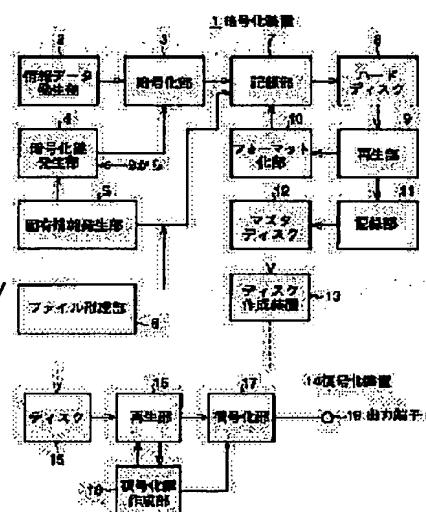 1 暗号化装置
2 3 7 8
情報データ
発生部
暗号化部
記録部
ハード
ディスク
4 10 9
暗号化鍵
発生部
フォーマット
化部
再生部
5 12 11
固有情報発生部
マスタ
ディスク
記録部
ファイル形成部
6
ディスク
作成装置
13
14 復号化装置
16 17
ディスク
再生部
復号化部
19 出力端子
15
復号化鍵
作成部